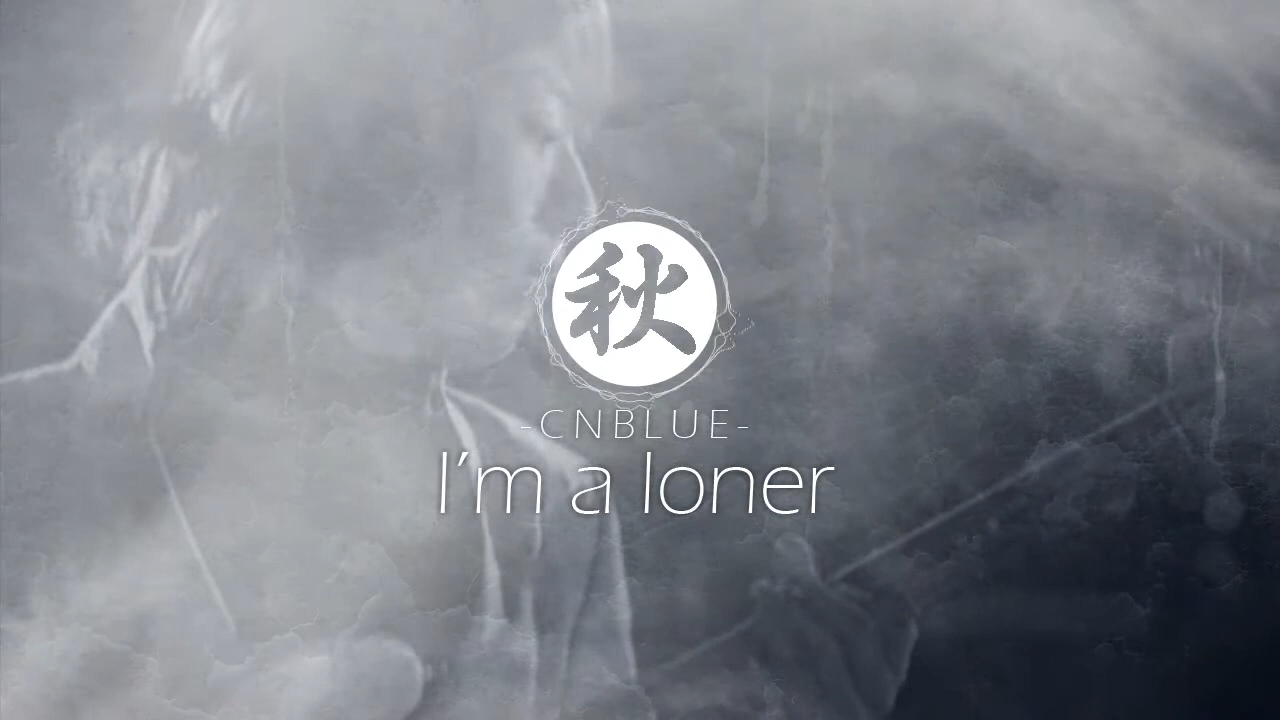 秋
-CNBLUE-
I'm a loner